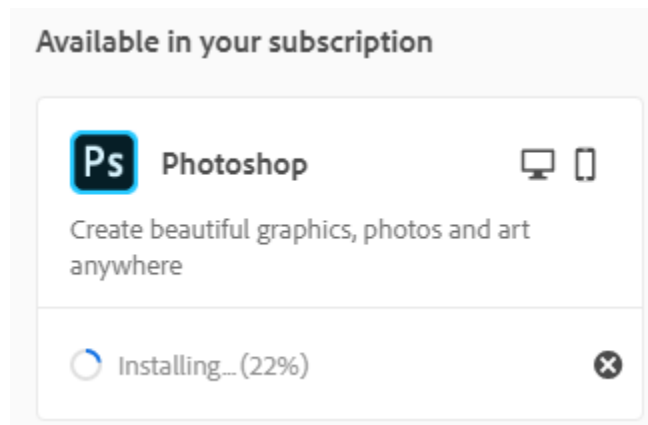 Available in your subscription
Ps Photoshop
Create beautiful graphics, photos and art
anywhere
Installing... (22%)